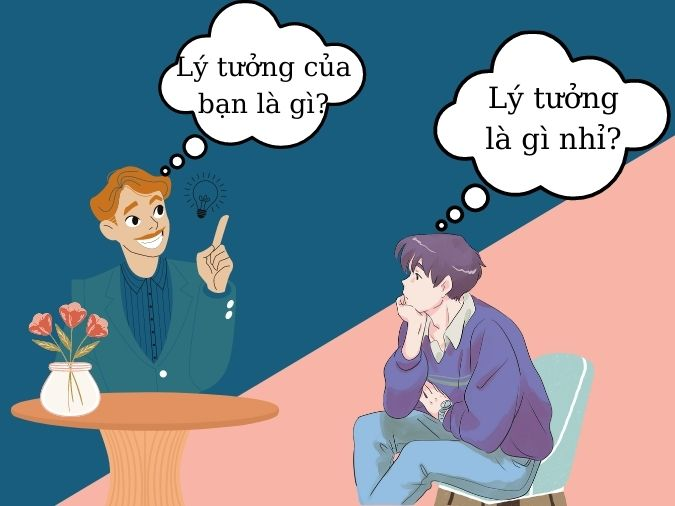 Lý tưởng của
bạn là gì?
Lý tưởng
là gì nhỉ?